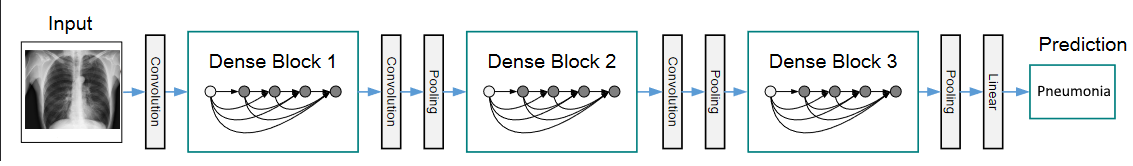 Input
Convolution
Dense Block 1
Convolution
Pooling
Dense Block 2
Convolution
Pooling
Dense Block 3
Pooling
Linear
Prediction
Pneumonia